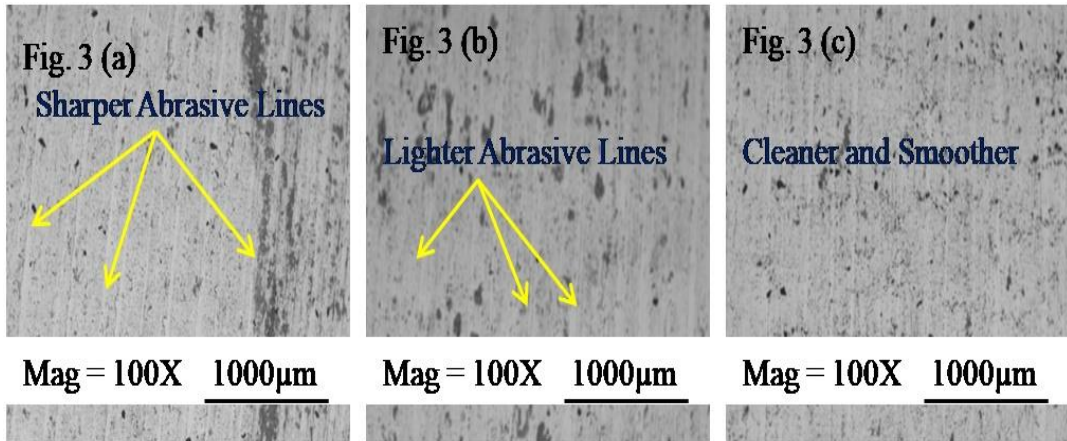 Fig. 3 (a)
Sharper Abrasive Lines
Mag = 100X 1000μm
Fig. 3 (b)
Lighter Abrasive Lines
Mag = 100X 1000μm
Fig. 3 (c)
Cleaner and Smoother
Mag = 100X 1000μm